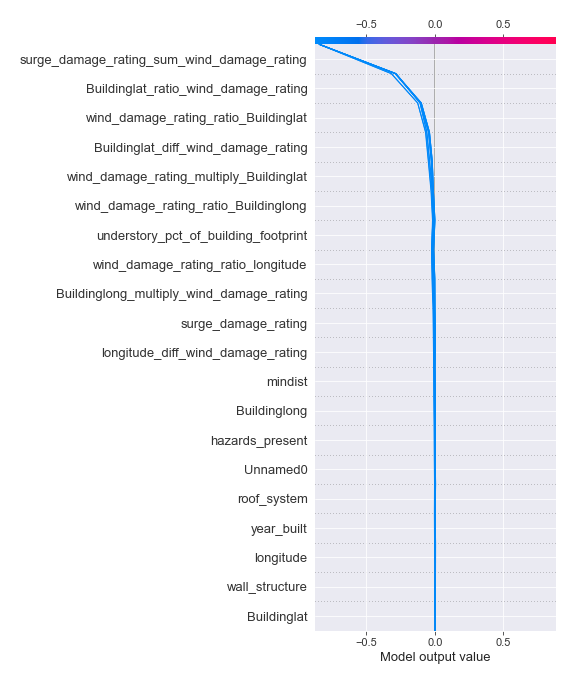 −0.5 0.0 0.5
surge_damage_rating_sum_wind_damage_rating
Buildinglat_ratio_wind_damage_rating
wind_damage_rating_ratio_Buildinglat
Buildinglat_diff_wind_damage_rating
wind_damage_rating_multiply_Buildinglat
wind_damage_rating_ratio_Buildinglong
understory_pct_of_building_footprint
wind_damage_rating_ratio_longitude
Buildinglong_multiply_wind_damage_rating
surge_damage_rating
longitude_diff_wind_damage_rating
mindist
Buildinglong
hazards_present
Unnamed0
roof_system
year_built
longitude
wall_structure
Buildinglat
−0.5 0.0 0.5
Model output value